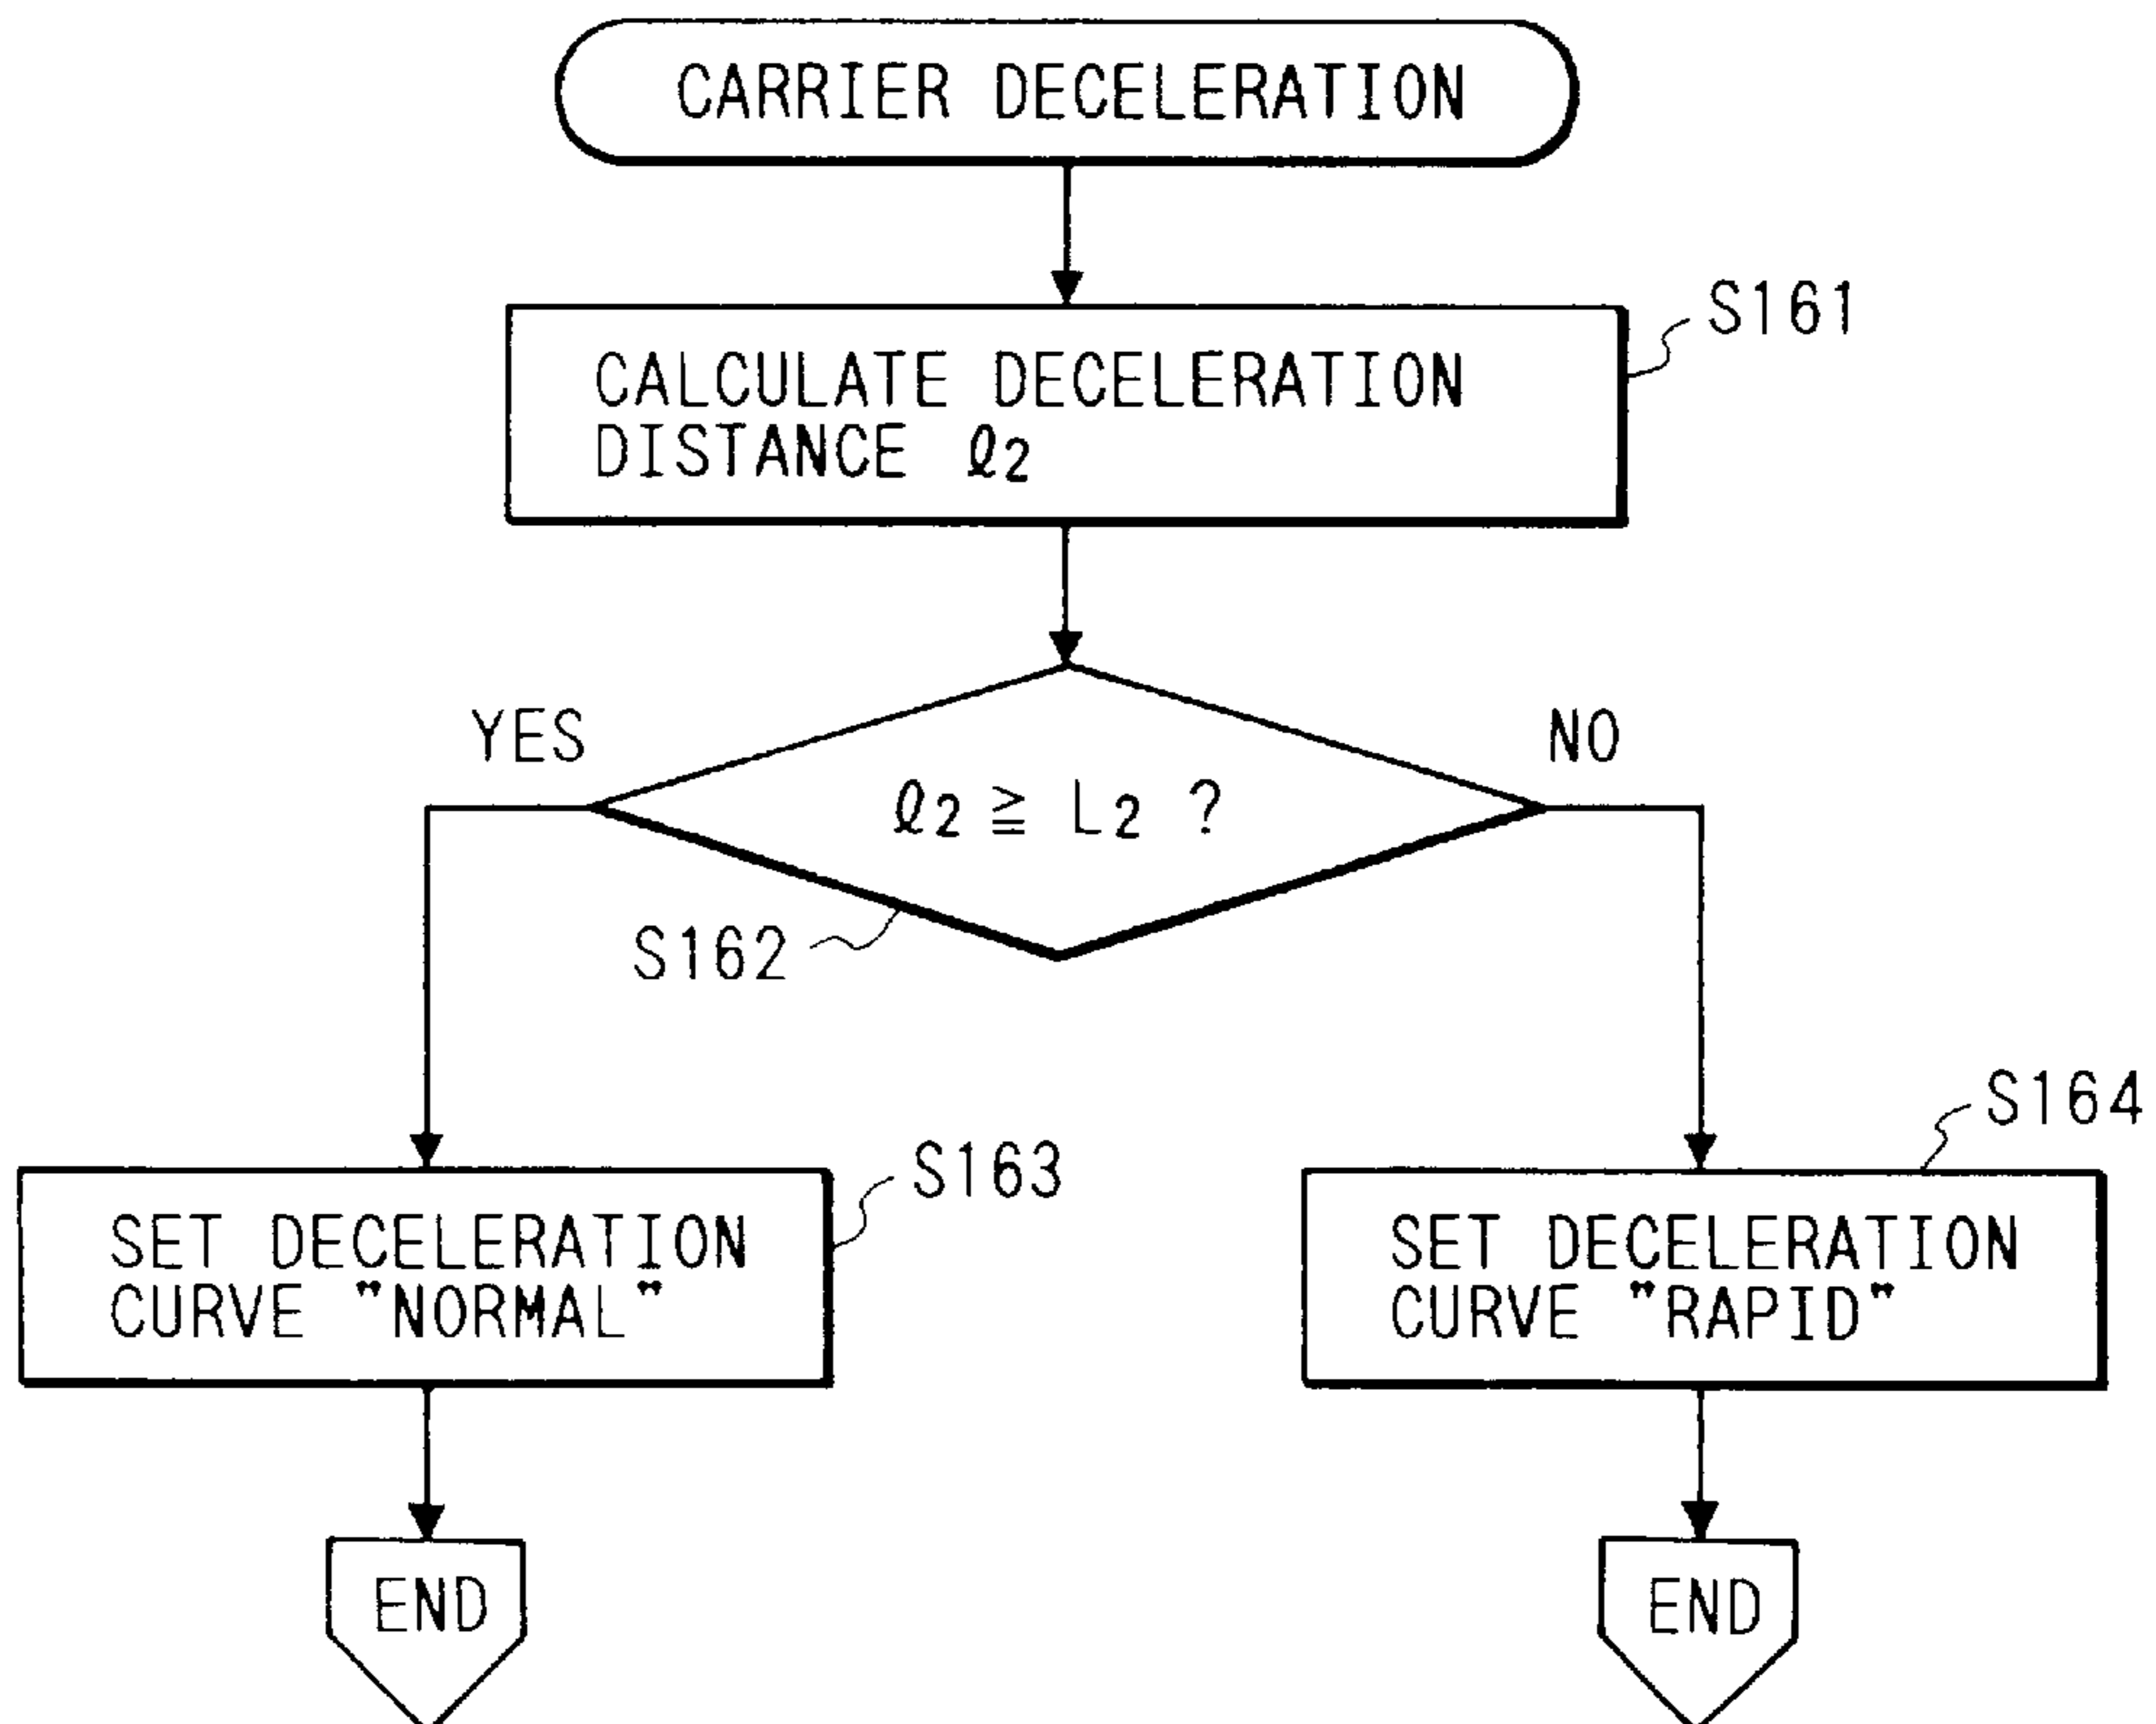 CARRIER DECELERATION
S161
CALCULATE DECELERATION
DISTANCE ℓ2
YES
NO
ℓ2 ≧ L2 ?
S162
S163
S164
SET DECELERATION
CURVE "NORMAL"
SET DECELERATION
CURVE "RAPID"
END
END